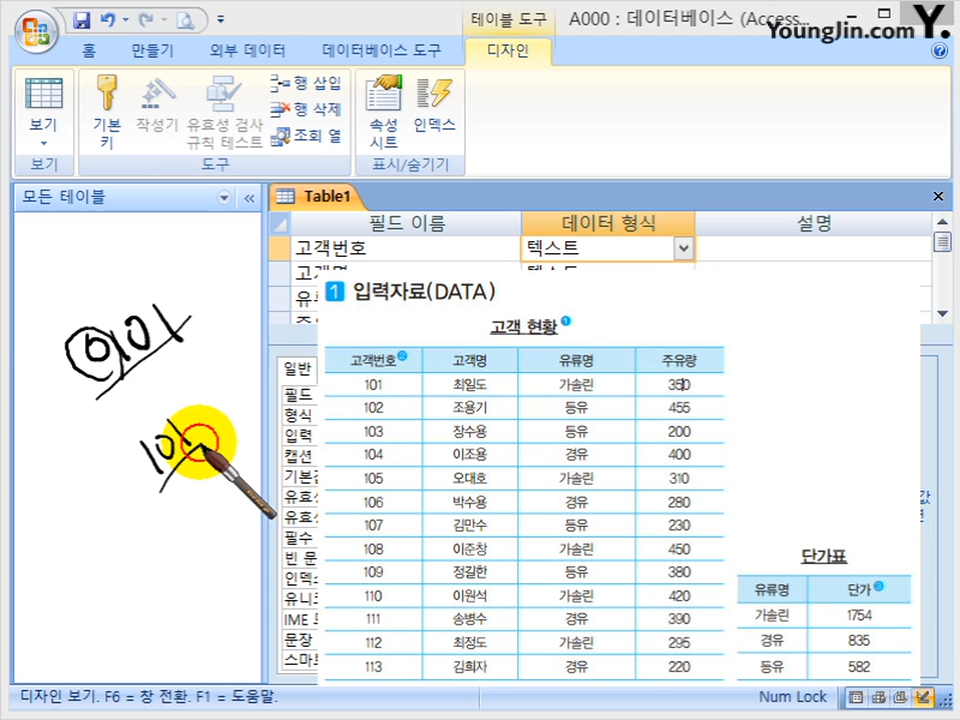 테이블 도구
A000 : 데이터베이스 (Access...
YoungJin.com Y.
홈 만들기 외부 데이터 데이터베이스 도구 디자인
보기
기본 키
작성기
유효성 검사 규칙 테스트
행 삽입
행 삭제
조회 열
속성 시트
인덱스
보기 도구 표시/숨기기
모든 테이블
Table1
필드 이름 데이터 형식 설명
고객번호 텍스트
고객명 텍스트
1 입력자료(DATA)
고객 현황 1
고객번호 2 고객명 유류명 주유량
101 최일도 가솔린 350
102 조용기 등유 455
103 장수용 등유 200
104 이조용 경유 400
105 오대호 가솔린 310
106 박수용 경유 280
107 김만수 등유 230
108 이준창 가솔린 450
109 정길한 등유 380
110 이원석 가솔린 420
111 송병수 경유 390
112 최정도 가솔린 295
113 김희자 경유 220
단가표
유류명 단가 3
가솔린 1754
경유 835
등유 582
일반
필드
형식
입력
캡션
기본
유효성
유효성
필수
빈 문
인덱스
유니코
IME
문장
스마트
0101
101
디자인 보기. F6 = 창 전환. F1 = 도움말.
Num Lock